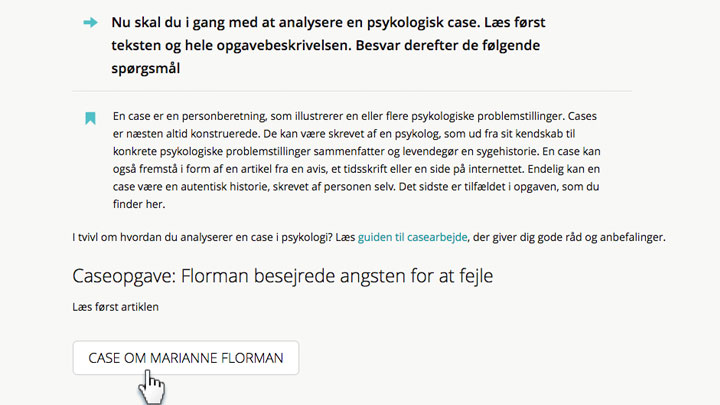 Nu skal du i gang med at analysere en psykologisk case. Læs først
teksten og hele opgavebeskrivelsen. Besvar derefter de følgende
spørgsmål
En case er en personberetning, som illustrerer en eller flere psykologiske problemstillinger. Cases
er næsten altid konstruerede. De kan være skrevet af en psykolog, som ud fra sit kendskab til
konkrete psykologiske problemstillinger sammenfatter og levendegør en sygehistorie. En case kan
også fremstå i form af en artikel fra en avis, et tidsskrift eller en side på internettet. Endelig kan en
case være en autentisk historie, skrevet af personen selv. Det sidste er tilfældet i opgaven, som du
finder her.
I tvivl om hvordan du analyserer en case i psykologi? Læs guiden til casearbejde, der giver dig gode råd og anbefalinger.
Caseopgave: Florman besejrede angsten for at fejle
Læs først artiklen
CASE OM MARIANNE FLORMAN